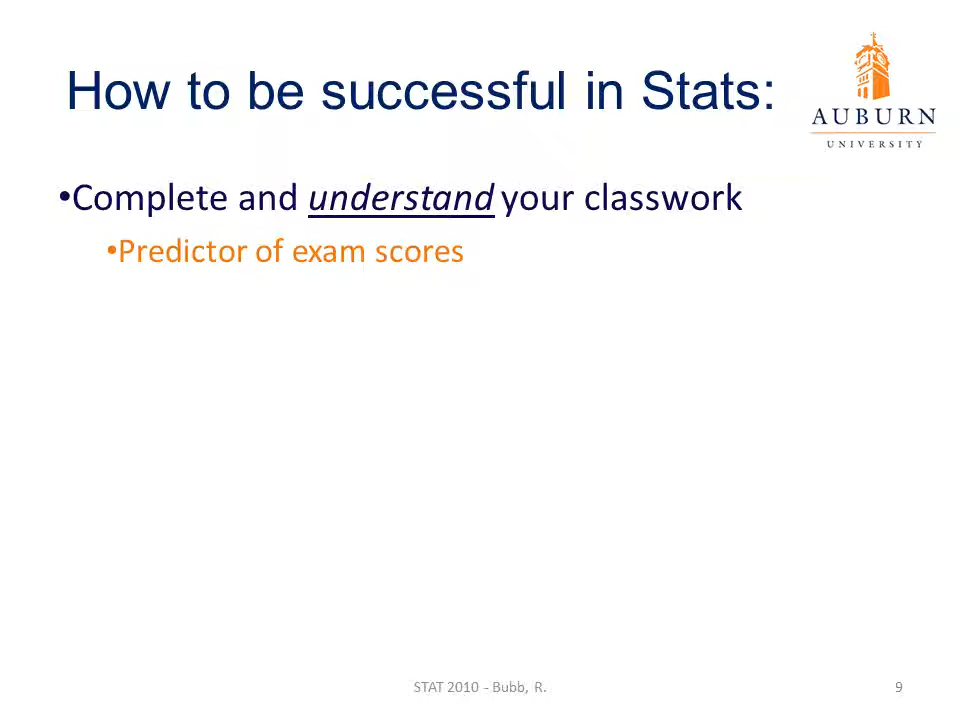 How to be successful in Stats:
AUBURN
UNIVERSITY
•Complete and understand your classwork
•Predictor of exam scores
STAT 2010 - Bubb, R.
9